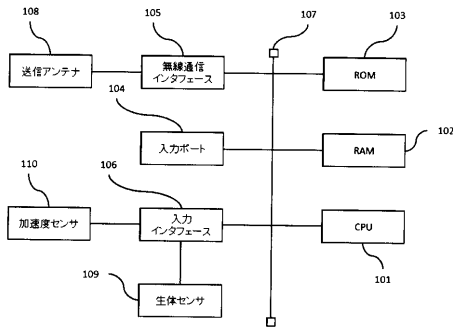 108
105
107
103
送信アンテナ
無線通信
インタフェース
ROM
104
102
入力ポート
RAM
110
106
加速度センサ
入力
インタフェース
CPU
101
109
生体センサ